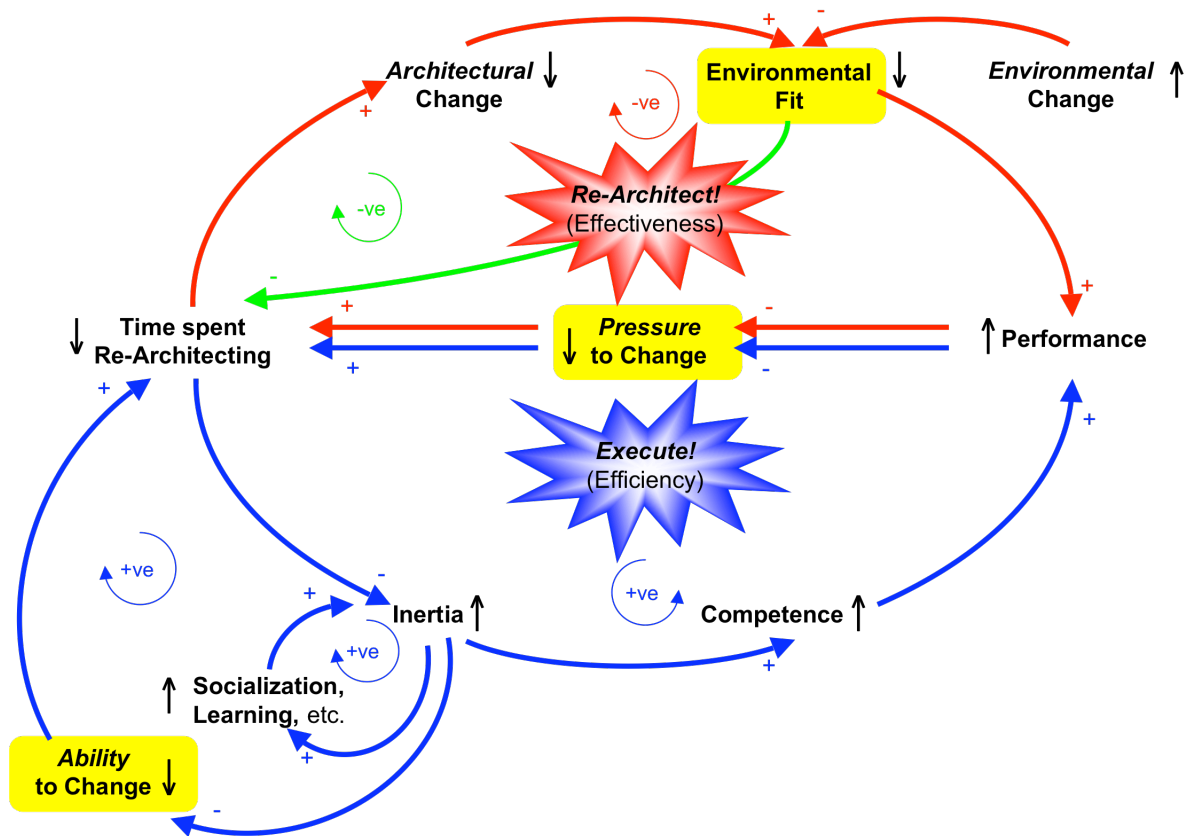 +
-
Architectural
Change
Environmental
Fit
Environmental
Change
+
-ve
Re-Architect!
(Effectiveness)
-ve
-
+
-
+
Time spent
Re-Architecting
Pressure
to Change
Performance
+
+
-
+
Execute!
(Efficiency)
+ve
-
+
+ve
Inertia
Competence
+ve
+
Socialization,
Learning, etc.
+
Ability
to Change
-